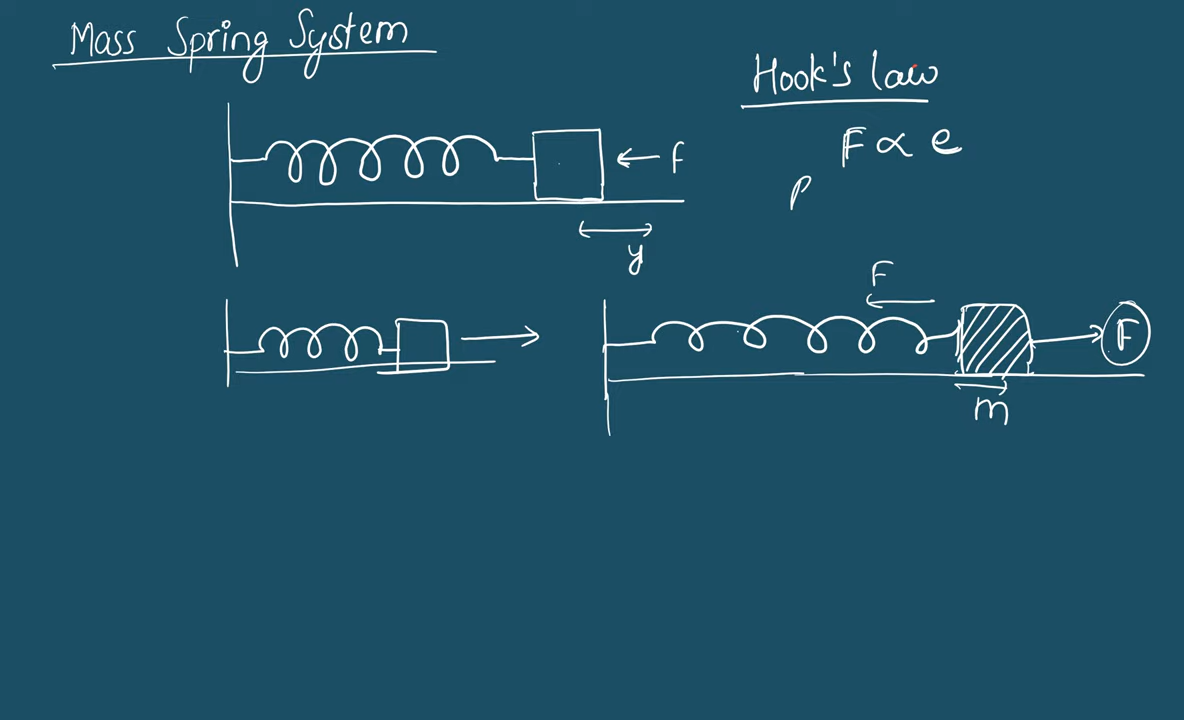 Mass Spring System
Hook's law
F ∝ e
P
← F
y
F
F
m